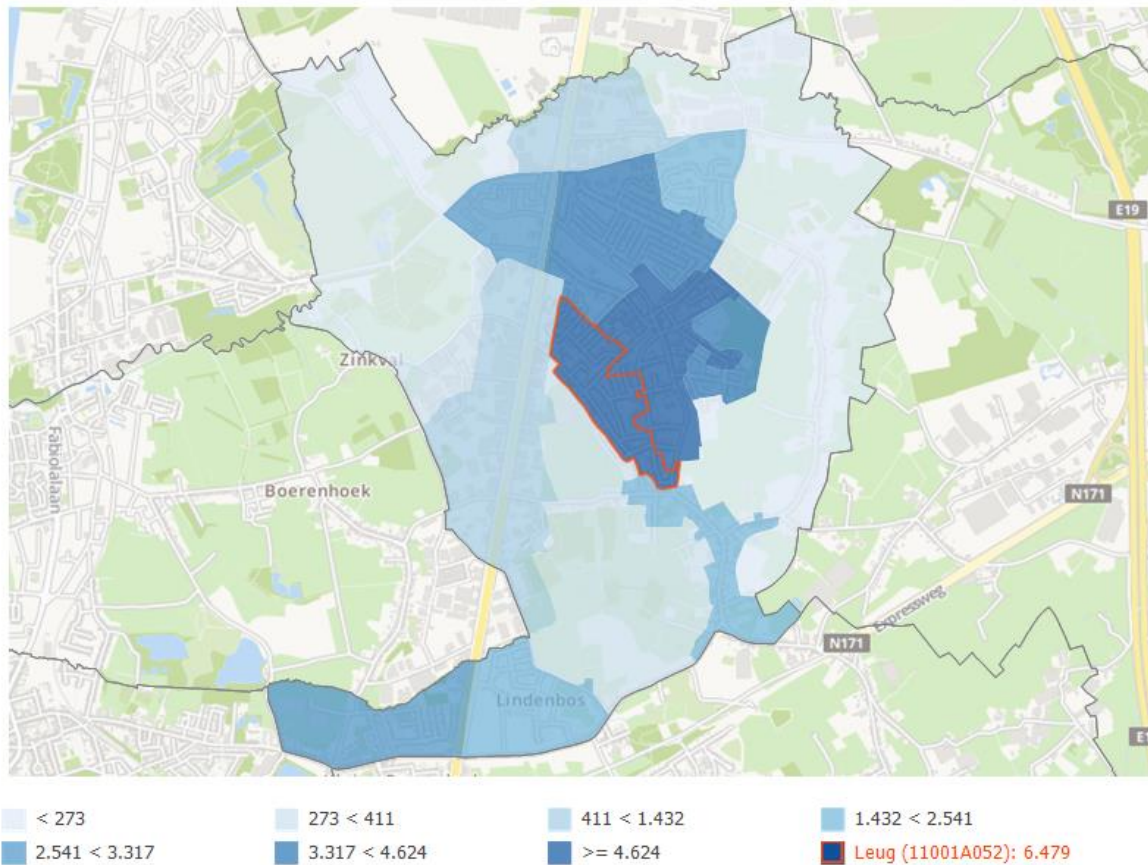 E19
Zinkval
Fabiolalaan
Boerenhoek
N171
Expressweg
N171
Lindenbos
E1
< 273
273 < 411
411 < 1.432
1.432 < 2.541
2.541 < 3.317
3.317 < 4.624
>= 4.624
Leug (11001A052): 6.479